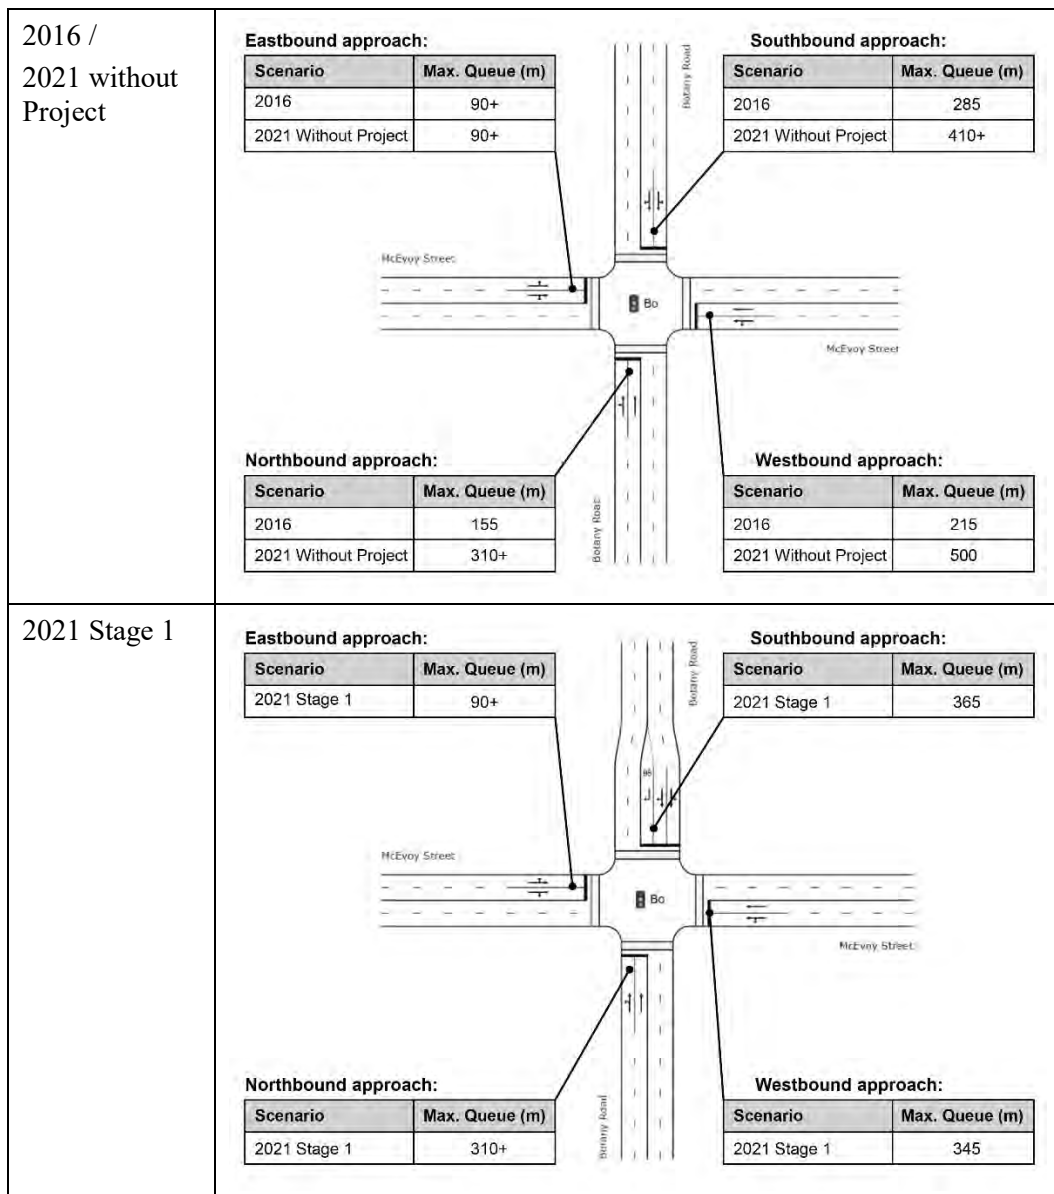 2016 /
2021 without
Project
Eastbound approach:
Scenario Max. Queue (m)
2016 90+
2021 Without Project 90+
Southbound approach:
Scenario Max. Queue (m)
2016 285
2021 Without Project 410+
Botany Road
McEvoy Street
Bo
McEvoy Street
Northbound approach:
Scenario Max. Queue (m)
2016 155
2021 Without Project 310+
Botany Road
Westbound approach:
Scenario Max. Queue (m)
2016 215
2021 Without Project 500
2021 Stage 1
Eastbound approach:
Scenario Max. Queue (m)
2021 Stage 1 90+
Southbound approach:
Scenario Max. Queue (m)
2021 Stage 1 365
Botany Road
McEvoy Street
Bo
McEvoy Street
Northbound approach:
Scenario Max. Queue (m)
2021 Stage 1 310+
Botany Road
Westbound approach:
Scenario Max. Queue (m)
2021 Stage 1 345